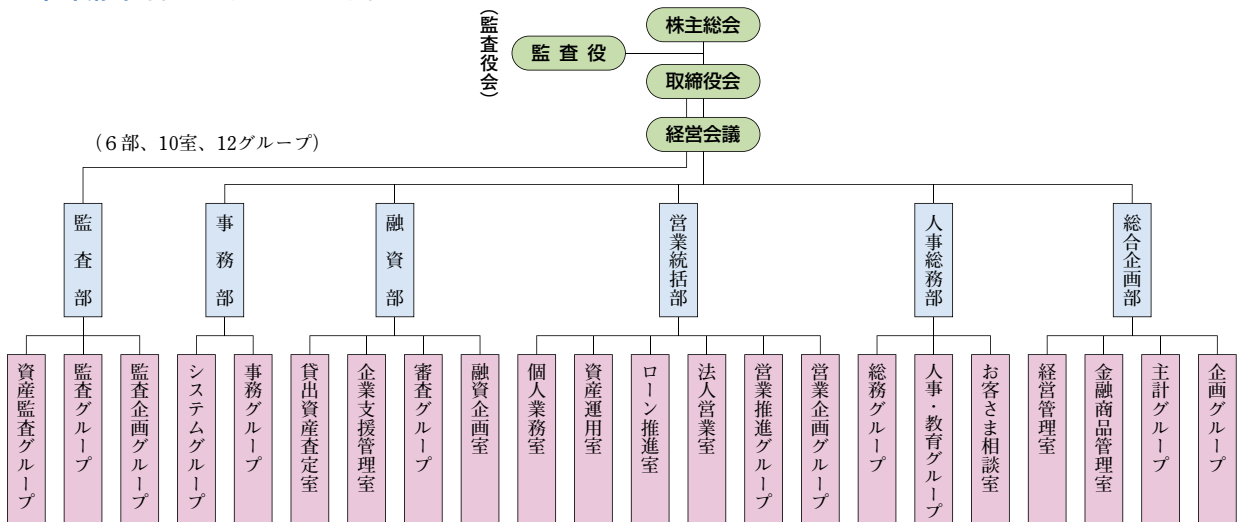 株主総会
(監査役会)
監査役
取締役会
経営会議
(6部、10室、12グループ)
監査部
事務部
融資部
営業統括部
人事総務部
総合企画部
資産監査グループ
監査グループ
監査企画グループ
システムグループ
事務グループ
貸出資産査定室
企業支援管理室
審査グループ
融資企画室
個人業務室
資産運用室
ローン推進室
法人営業室
営業推進グループ
営業企画グループ
総務グループ
人事・教育グループ
お客さま相談室
経営管理室
金融商品管理室
主計グループ
企画グループ